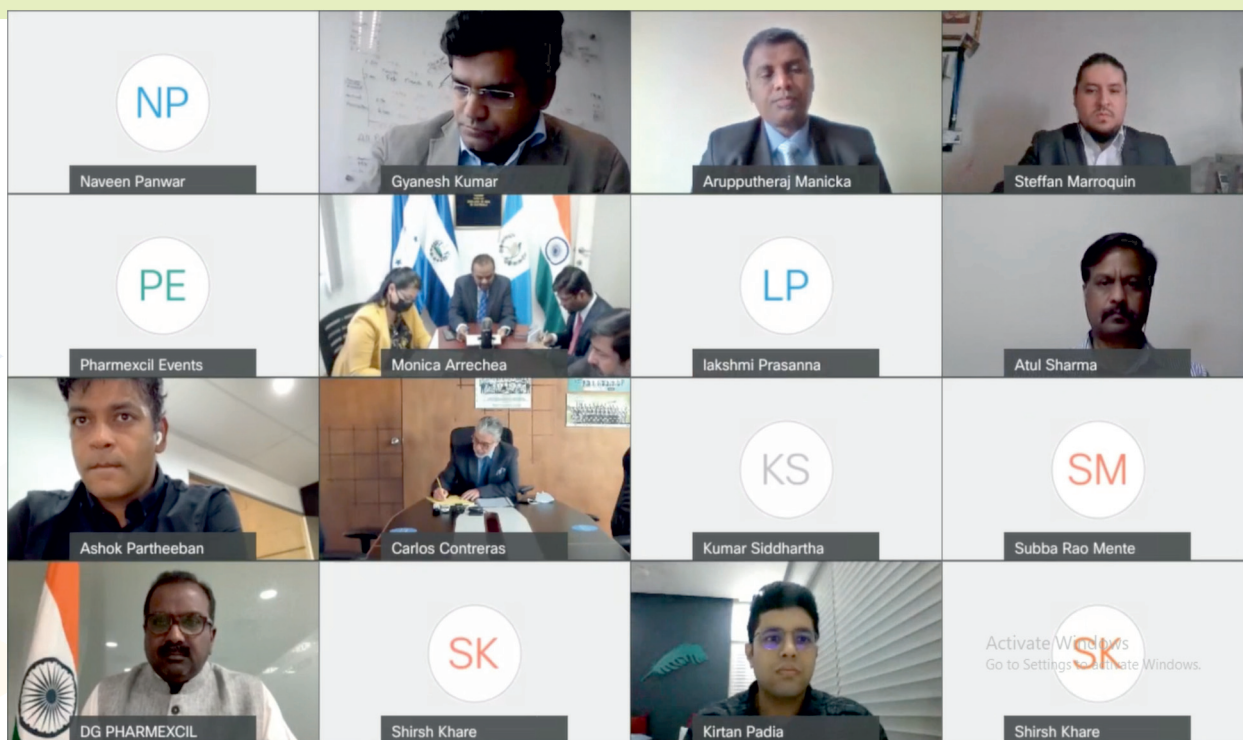 NP
Naveen Panwar
Gyanesh Kumar
Arupputheraj Manicka
Steffan Marroquin
PE
Pharmexcil Events
Monica Arrechea
LP
lakshmi Prasanna
Atul Sharma
Ashok Partheeban
Carlos Contreras
KS
Kumar Siddhartha
SM
Subba Rao Mente
DG PHARMEXCIL
SK
Shirsh Khare
Kirtan Padia
SK
Activate Windows
Go to Settings to activate Windows.
Shirsh Khare